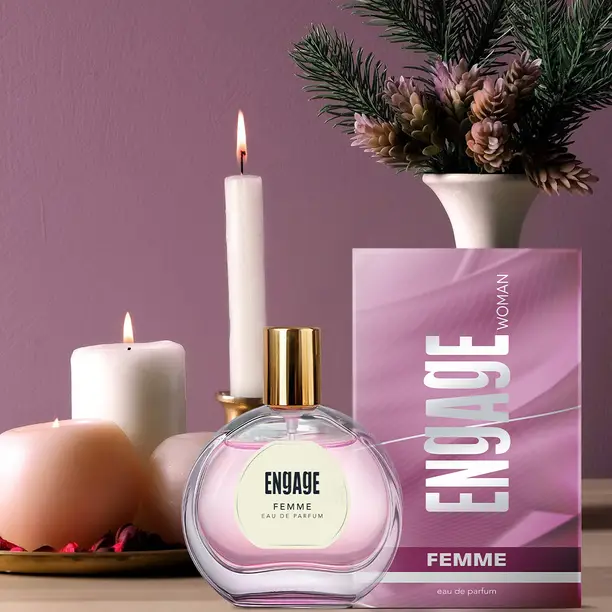 ENGAGE
FEMME
EAU DE PARFUM
ENGAGE
WOMAN
FEMME
eau de parfum